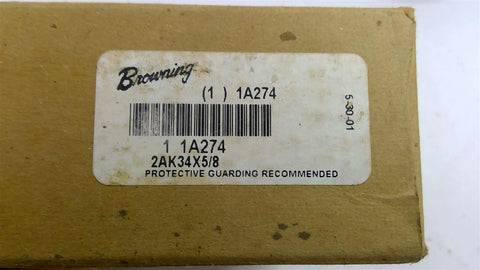 Browning
(1 ) 1A274
5-30-01
1 1A274
2AK34X5/8
PROTECTIVE GUARDING RECOMMENDED